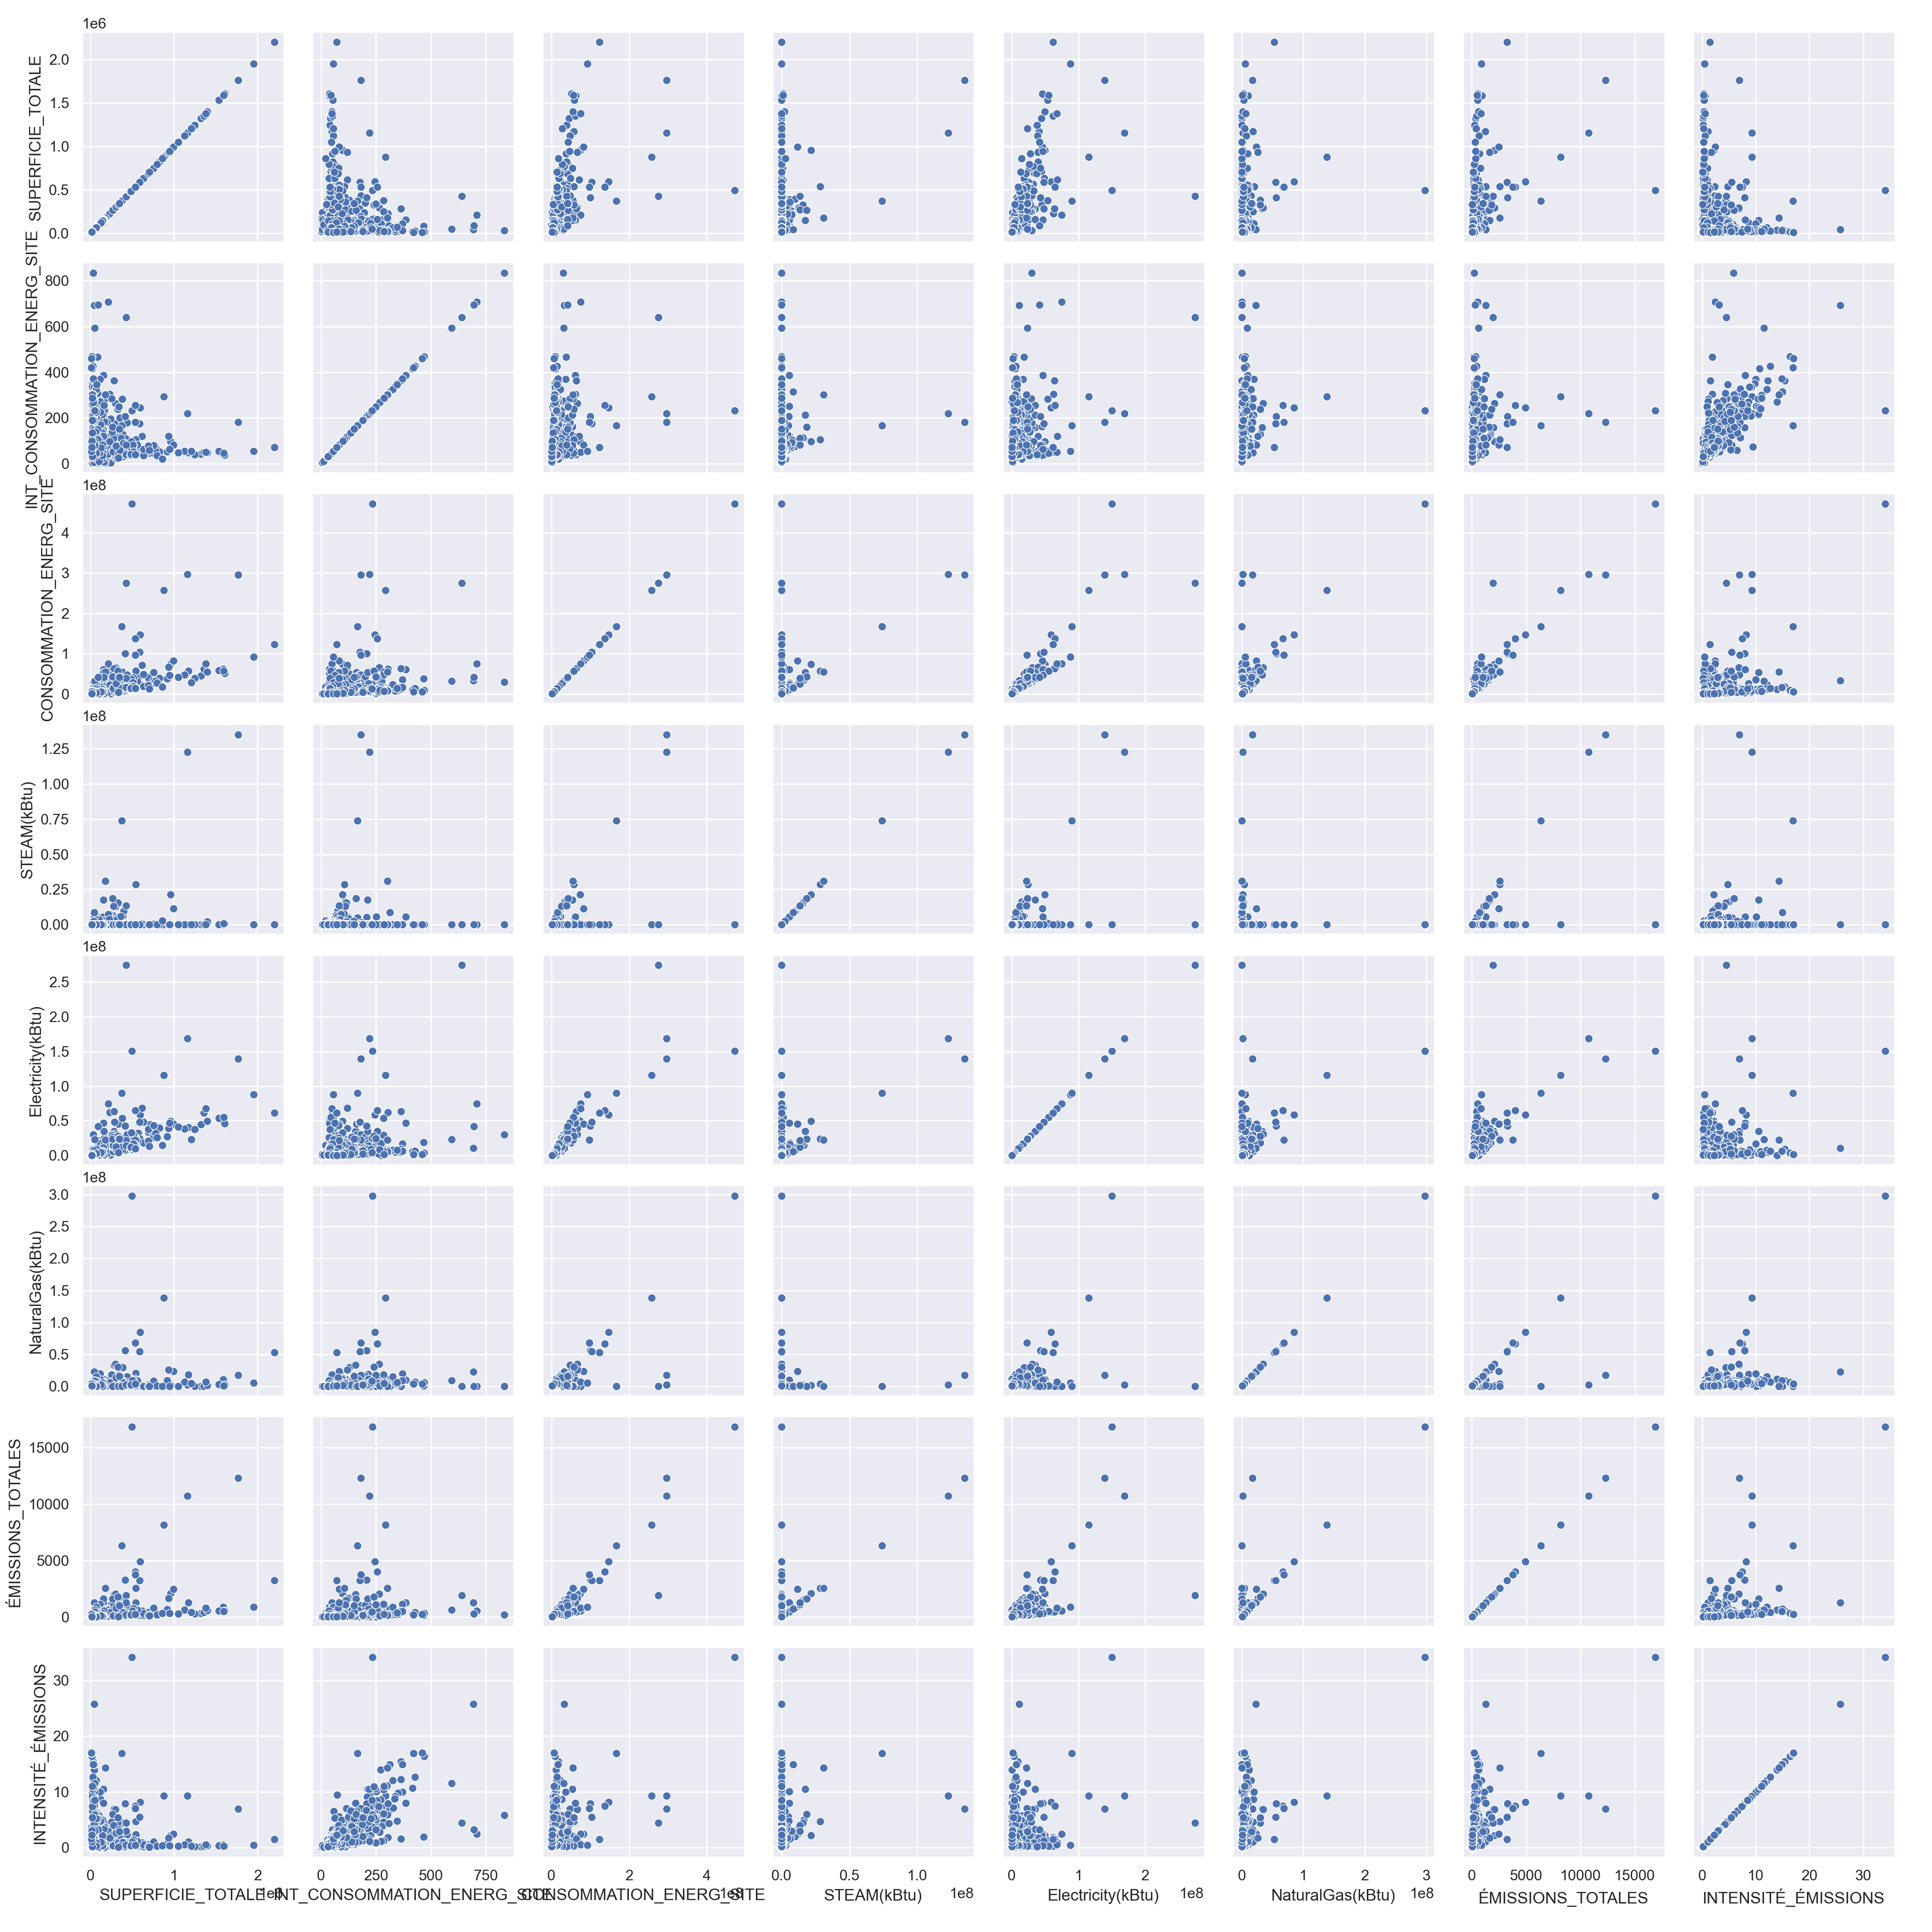 1e6
2.0
1.5
1.0
0.5
0.0
SUPERFICIE_TOTALE
800
600
400
200
0
INT_CONSOMMATION_ENERG_SITE
1e8
4
3
2
1
0
CONSOMMATION_ENERG_SITE
1e8
1.25
1.00
0.75
0.50
0.25
0.00
STEAM(kBtu)
1e8
2.5
2.0
1.5
1.0
0.5
0.0
Electricity(kBtu)
1e8
3.0
2.5
2.0
1.5
1.0
0.5
0.0
NaturalGas(kBtu)
15000
10000
5000
0
ÉMISSIONS_TOTALES
30
20
10
0
INTENSITÉ_ÉMISSIONS
0 1 2 0 250 500 750 0 2 4 0.0 0.5 1.0 0 1 2 0 1 2 3 0 5000 10000 15000 0 10 20 30
1e6 1e8 1e8 1e8 1e8
SUPERFICIE_TOTALE INT_CONSOMMATION_ENERG_SITE CONSOMMATION_ENERG_SITE STEAM(kBtu) Electricity(kBtu) NaturalGas(kBtu) ÉMISSIONS_TOTALES INTENSITÉ_ÉMISSIONS